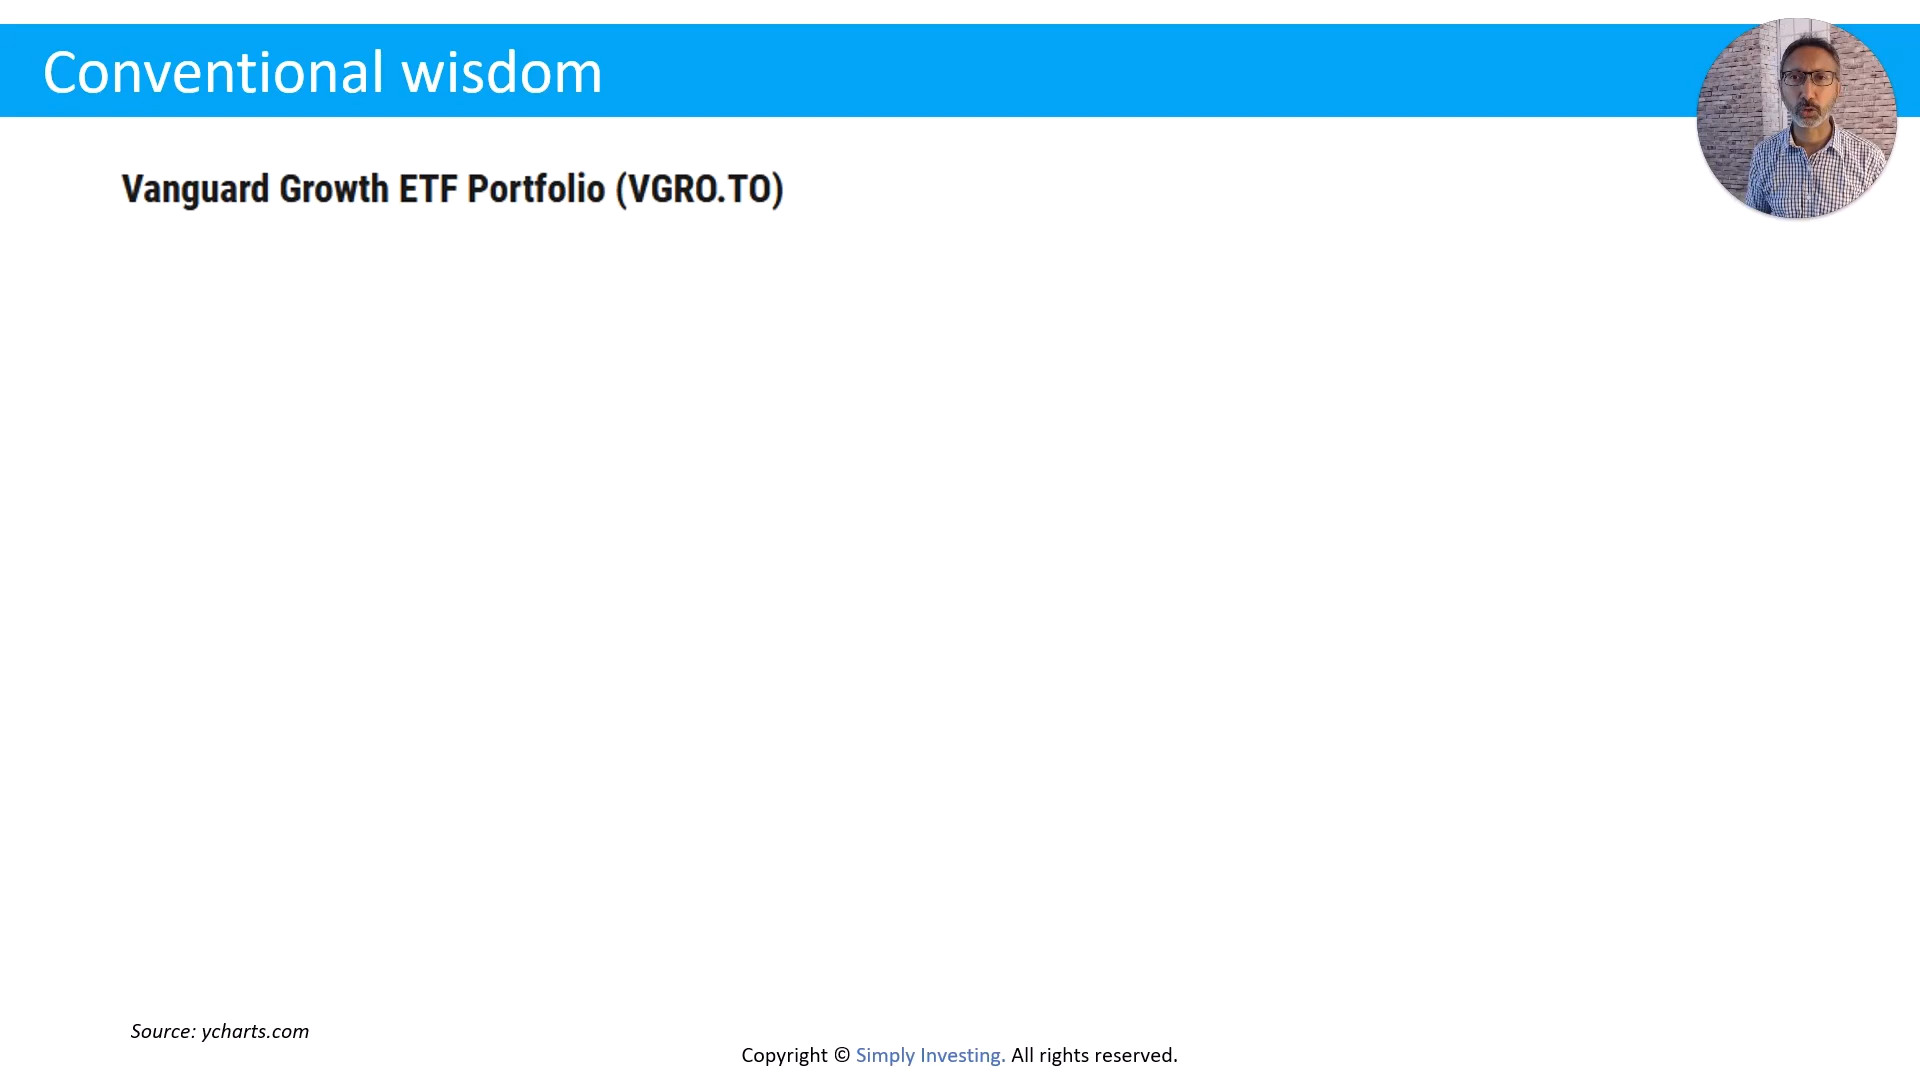 Conventional wisdom
Vanguard Growth ETF Portfolio (VGRO.TO)
Source: ycharts.com
Copyright © Simply Investing. All rights reserved.